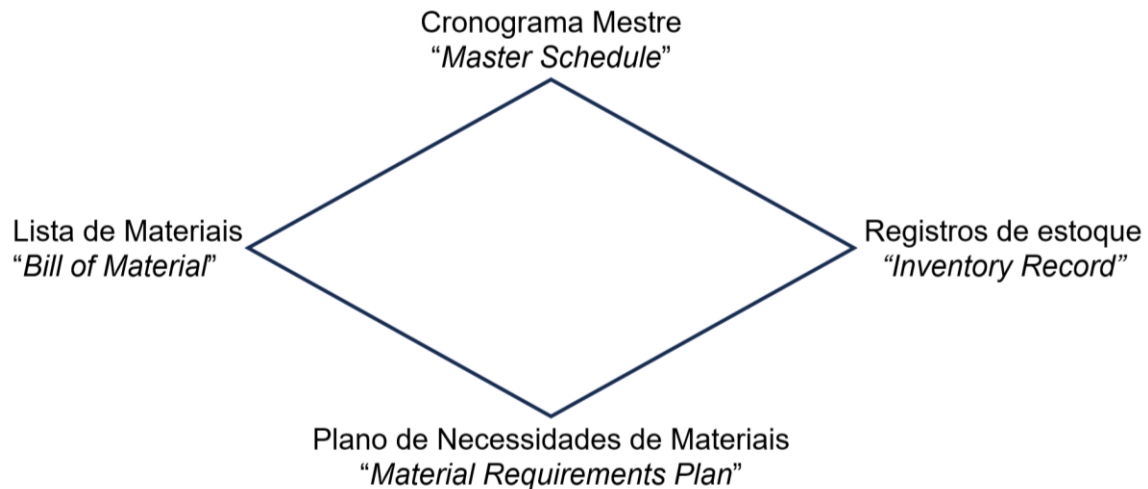 Cronograma Mestre
“Master Schedule”
Lista de Materiais
“Bill of Material”
Registros de estoque
“Inventory Record”
Plano de Necessidades de Materiais
“Material Requirements Plan”